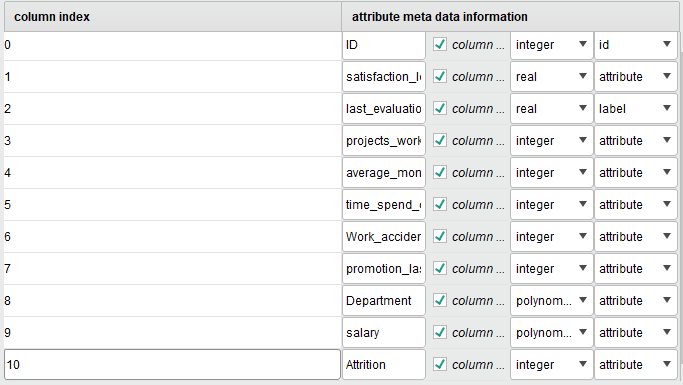 column index attribute meta data information
0 ID column ... integer id
1 satisfaction_l column ... real attribute
2 last_evaluatio column ... real label
3 projects_work column ... integer attribute
4 average_mon column ... integer attribute
5 time_spend_ column ... integer attribute
6 Work_acciden column ... integer attribute
7 promotion_las column ... integer attribute
8 Department column ... polynom... attribute
9 salary column ... polynom... attribute
10 Attrition column ... integer attribute